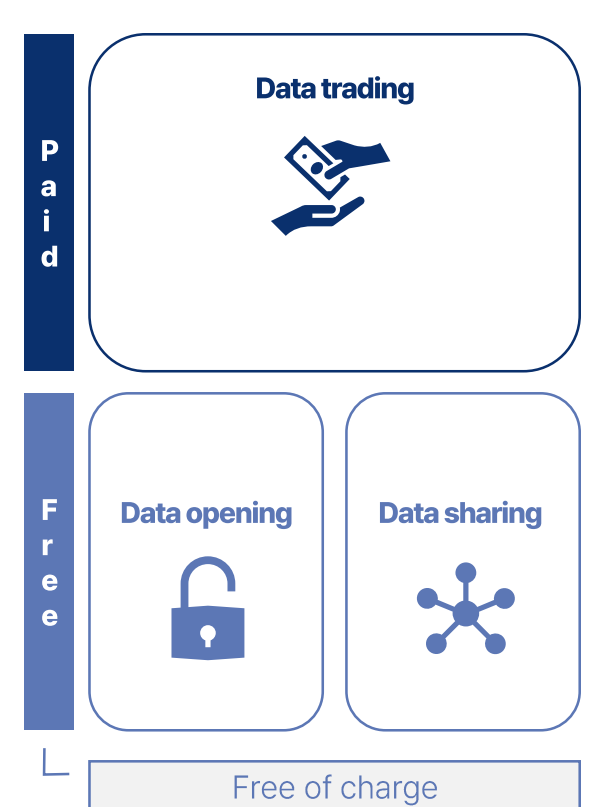 Paid
Data trading
Free
Data opening
Data sharing
Free of charge